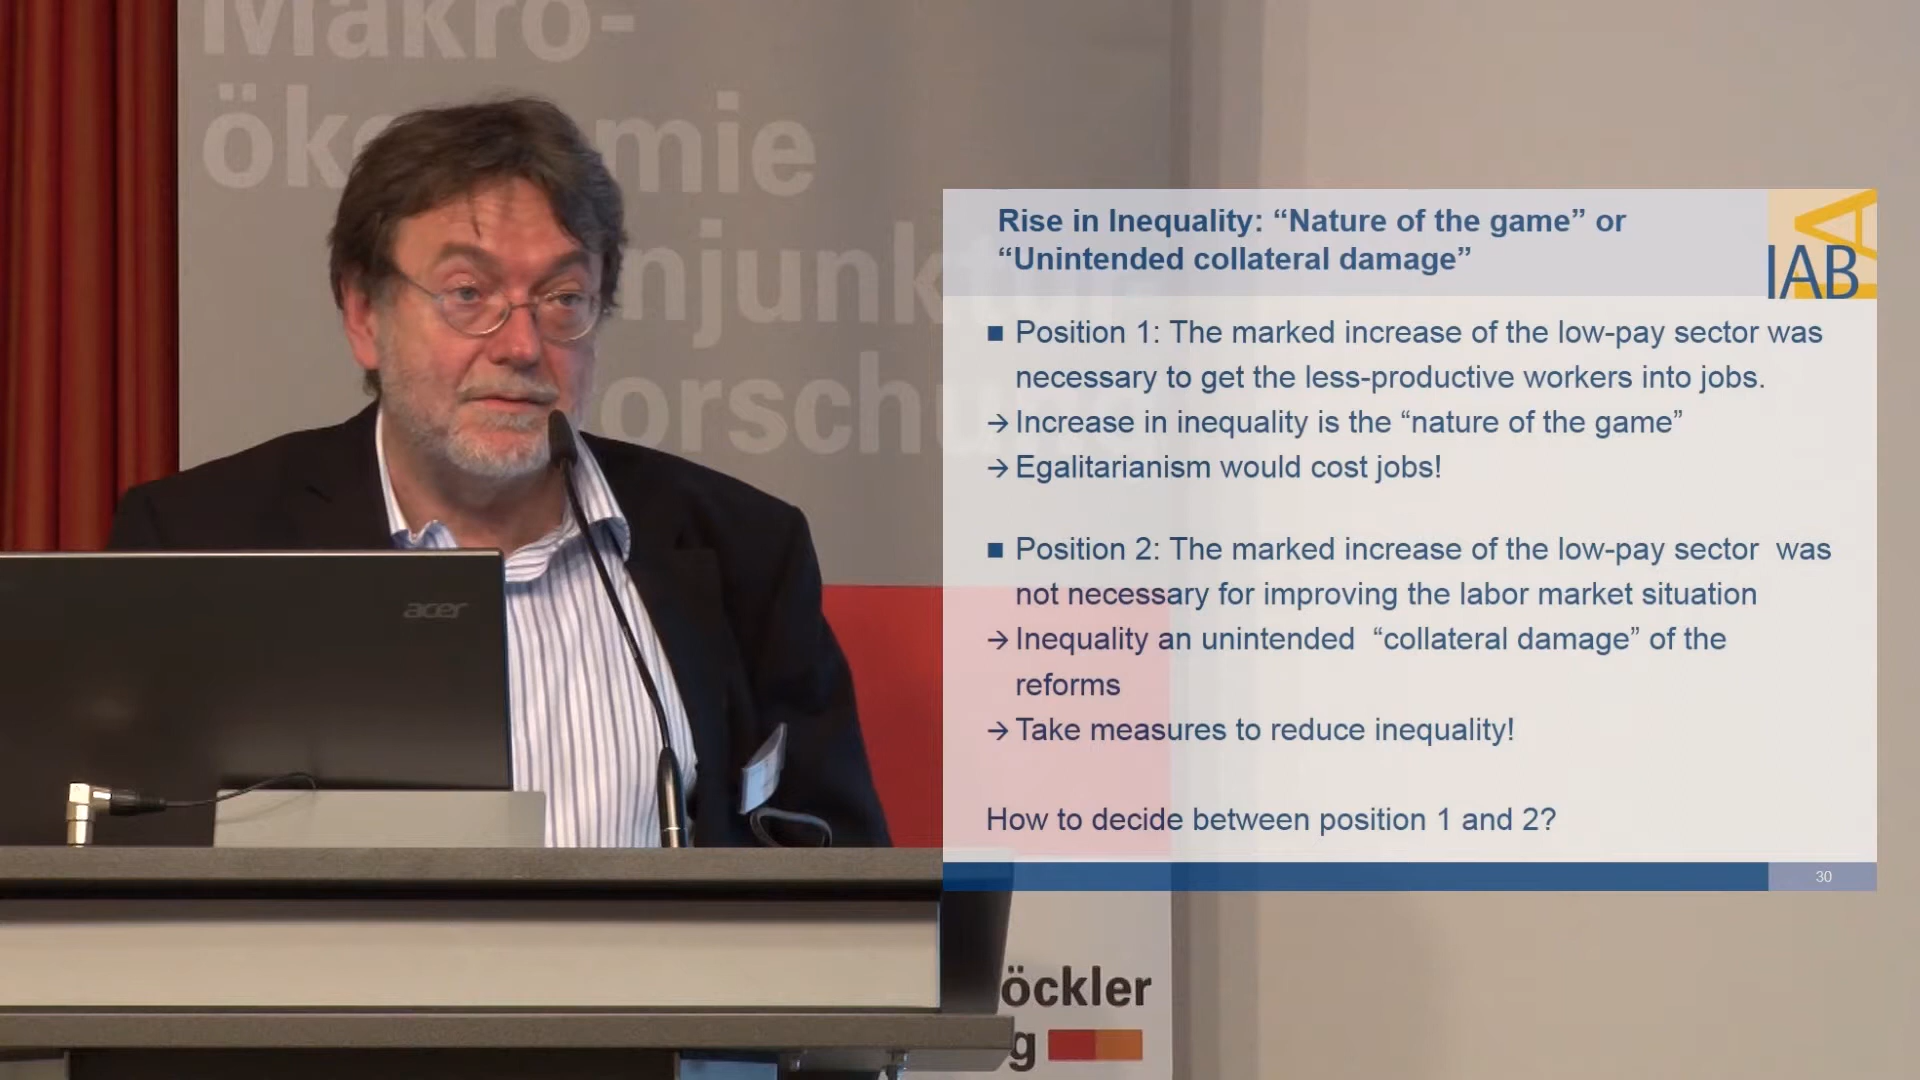 Makro-
ök mie
njunktur-
orschung
acer
Rise in Inequality: “Nature of the game” or
“Unintended collateral damage”
IAB
■ Position 1: The marked increase of the low-pay sector was
necessary to get the less-productive workers into jobs.
→ Increase in inequality is the “nature of the game”
→ Egalitarianism would cost jobs!
■ Position 2: The marked increase of the low-pay sector was
not necessary for improving the labor market situation
→ Inequality an unintended “collateral damage” of the
reforms
→ Take measures to reduce inequality!
How to decide between position 1 and 2?
30
öckler
g